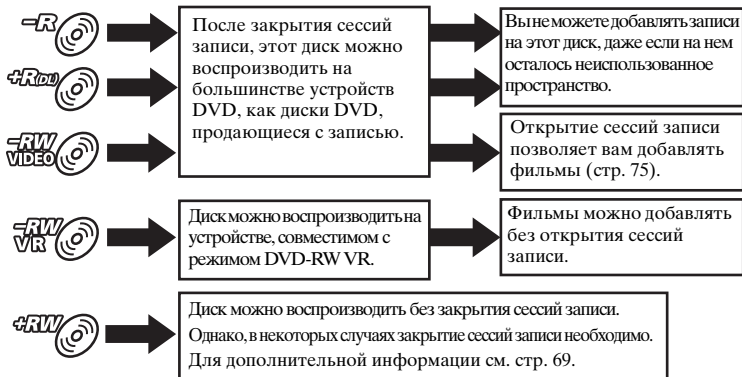 -R
После закрытия сессий
записи, этот диск можно
воспроизводить на
большинстве устройств
DVD, как диски DVD,
продающиеся с записью.
Вы не можете добавлять записи
на этот диск, даже если на нем
осталось неиспользованное
пространство.
+R(DL)
-RW
VIDEO
Открытие сессий записи
позволяет вам добавлять
фильмы (стр. 75).
-RW
VR
Диск можно воспроизводить на
устройстве, совместимом с
режимом DVD-RW VR.
Фильмы можно добавлять
без открытия сессий
записи.
+RW
Диск можно воспроизводить без закрытия сессий записи.
Однако, в некоторых случаях закрытие сессий записи необходимо.
Для дополнительной информации см. стр. 69.